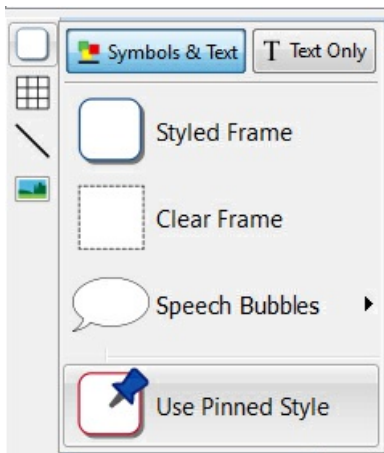 Symbols & Text T Text Only
Styled Frame
Clear Frame
Speech Bubbles
Use Pinned Style